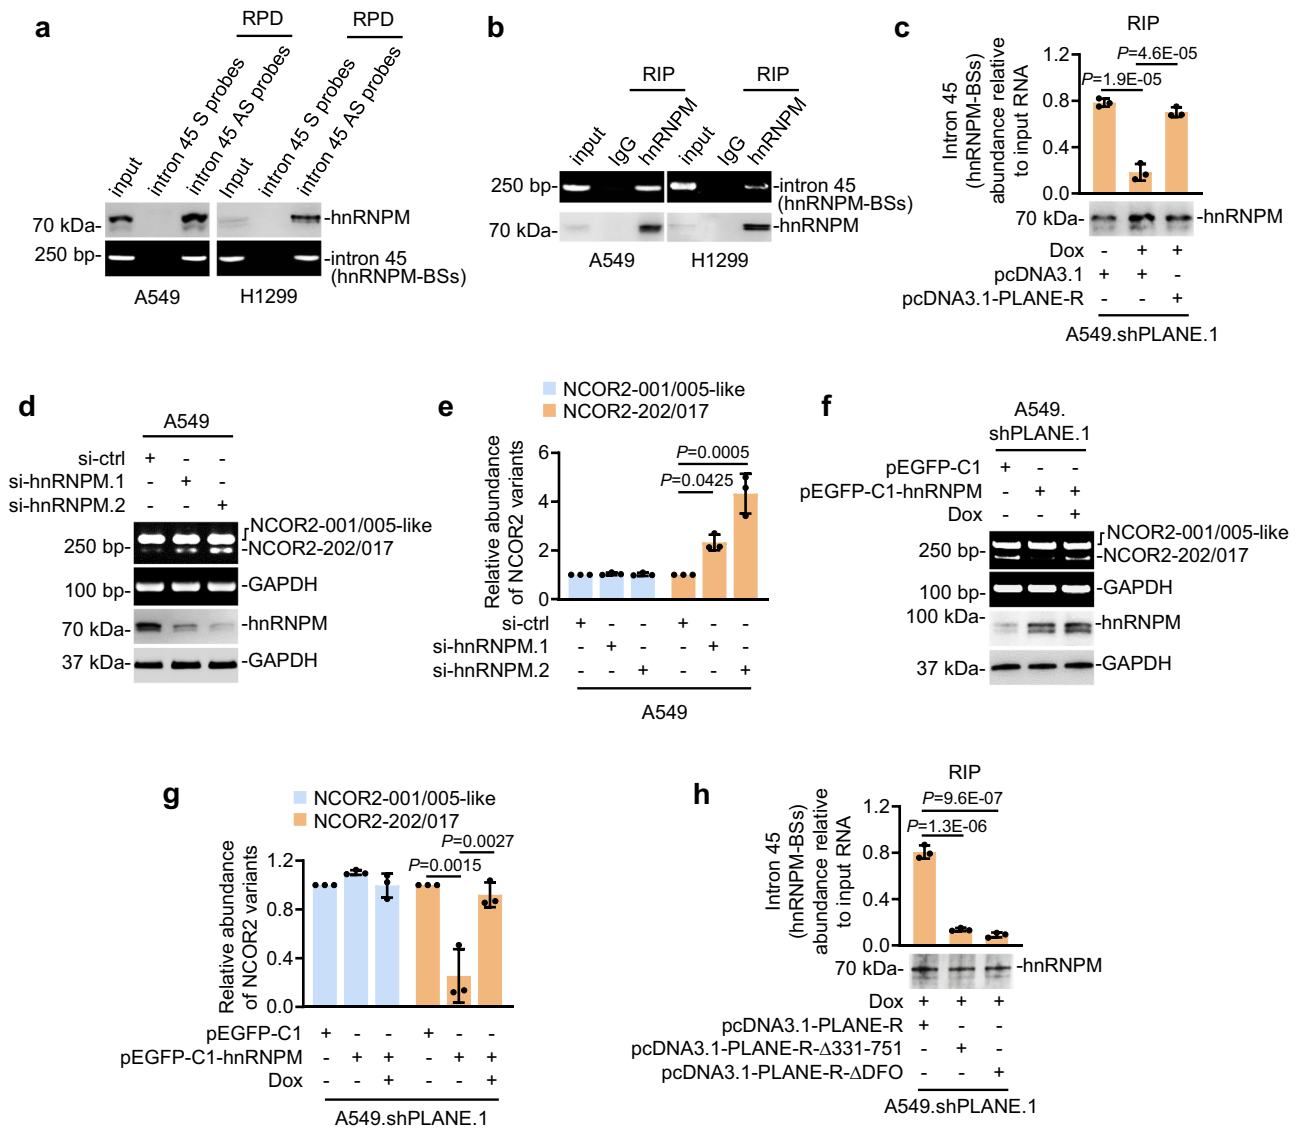 a
RPD
RPD
input
intron 45 S probes
intron 45 AS probes
Input
intron 45 S probes
intron 45 AS probes
70 kDa-
-hnRNPM
250 bp-
-intron 45
(hnRNPM-BSs)
A549
H1299
b
RIP
RIP
input
IgG
hnRNPM
input
IgG
hnRNPM
250 bp-
-intron 45
(hnRNPM-BSs)
70 kDa-
-hnRNPM
A549
H1299
c
RIP
Intron 45
(hnRNPM-BSs)
abundance relative
to input RNA
1.2
0.8
0.4
0.0
P=4.6E-05
P=1.9E-05
70 kDa-
-hnRNPM
Dox - + +
pcDNA3.1 + + -
pcDNA3.1-PLANE-R - - +
A549.shPLANE.1
d
A549
si-ctrl + - -
si-hnRNPM.1 - + -
si-hnRNPM.2 - - +
NCOR2-001/005-like
250 bp-
-NCOR2-202/017
100 bp-
-GAPDH
70 kDa-
-hnRNPM
37 kDa-
-GAPDH
e
NCOR2-001/005-like
NCOR2-202/017
Relative abundance
of NCOR2 variants
6
4
2
0
P=0.0005
P=0.0425
si-ctrl + - - + - -
si-hnRNPM.1 - + - - + -
si-hnRNPM.2 - - + - - +
A549
f
A549.
shPLANE.1
pEGFP-C1 + - -
pEGFP-C1-hnRNPM - + +
Dox - - +
NCOR2-001/005-like
250 bp-
-NCOR2-202/017
100 bp-
-GAPDH
100 kDa-
-hnRNPM
37 kDa-
-GAPDH
g
NCOR2-001/005-like
NCOR2-202/017
Relative abundance
of NCOR2 variants
1.2
0.8
0.4
0.0
P=0.0027
P=0.0015
pEGFP-C1 + - - + - -
pEGFP-C1-hnRNPM - + + - + +
Dox - - + - - +
A549.shPLANE.1
h
RIP
Intron 45
(hnRNPM-BSs)
abundance relative
to input RNA
1.2
0.8
0.4
0.0
P=9.6E-07
P=1.3E-06
70 kDa-
-hnRNPM
Dox + + +
pcDNA3.1-PLANE-R + - -
pcDNA3.1-PLANE-R-Δ331-751 - + -
pcDNA3.1-PLANE-R-ΔDFO - - +
A549.shPLANE.1